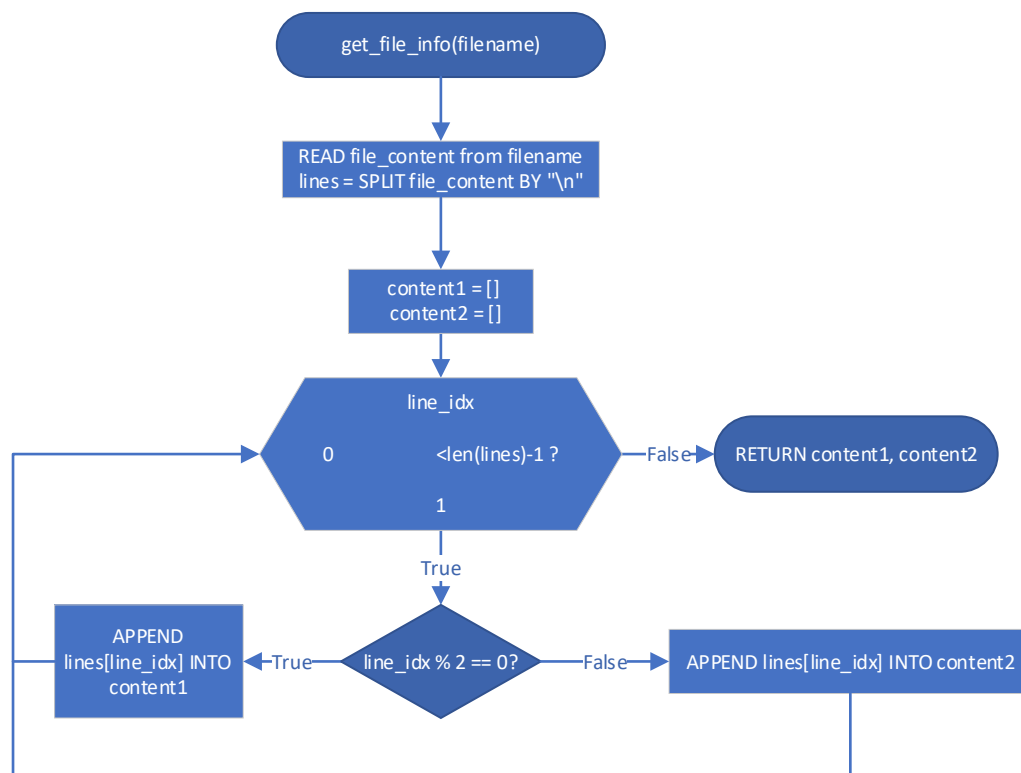 get_file_info(filename)
READ file_content from filename
lines = SPLIT file_content BY "\n"
content1 = []
content2 = []
line_idx
0 <len(lines)-1 ?
1
False
RETURN content1, content2
True
APPEND
lines[line_idx] INTO
content1
True
line_idx % 2 == 0?
False
APPEND lines[line_idx] INTO content2